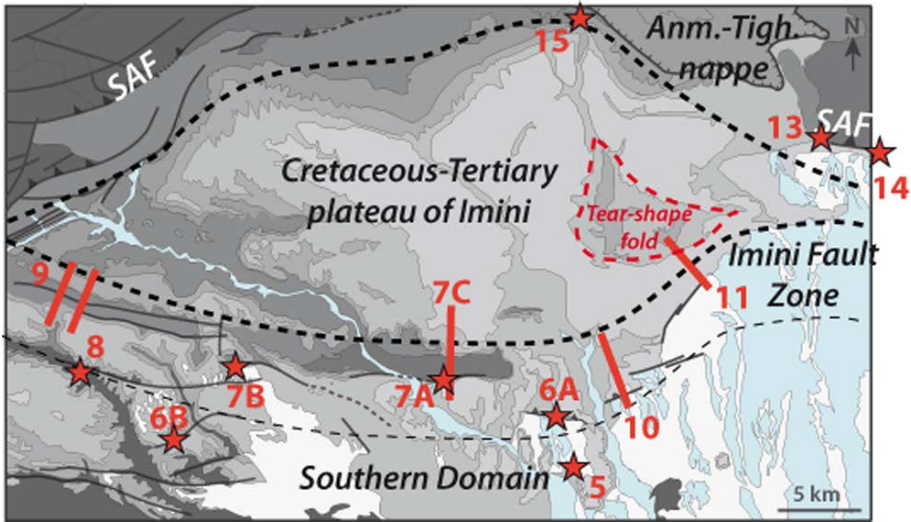 Anm.-Tigh.
nappe
N
SAF
15
13
SAF
14
Cretaceous-Tertiary
plateau of Imini
Tear-shape
fold
Imini Fault
Zone
9
7C
11
8
7B
7A
6A
6B
10
Southern Domain
5
5 km